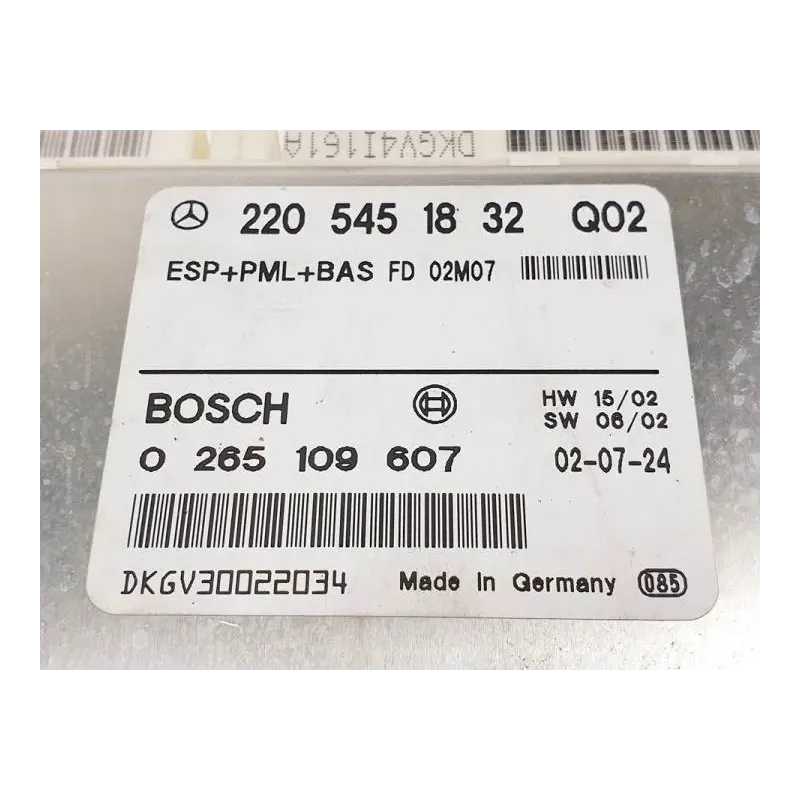 DKGV4I161A
220 545 18 32 Q02
ESP+PML+BAS FD 02M07
BOSCH HW 15/02
SW 06/02
0 265 109 607 02-07-24
DKGV30022034 Made in Germany 085